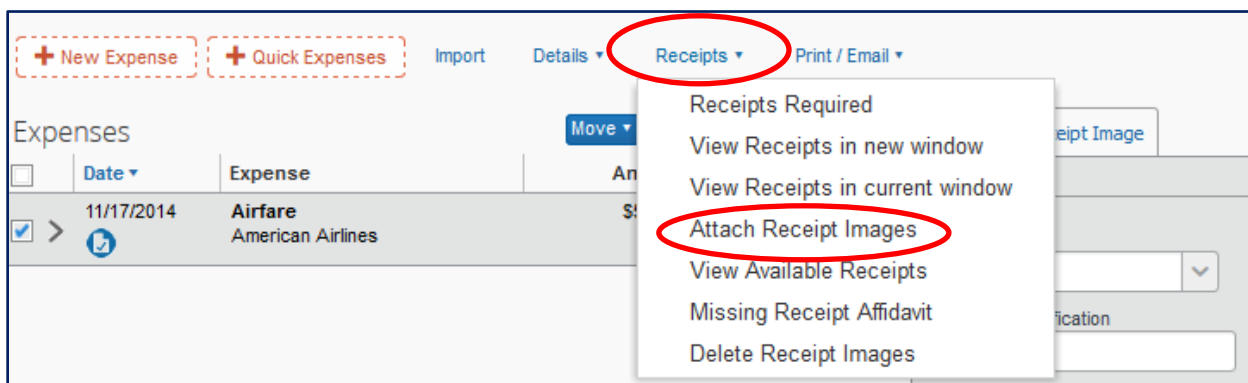 + New Expense + Quick Expenses Import Details Receipts Print / Email
Expenses
Move
Receipts Required
View Receipts in new window
View Receipts in current window
Attach Receipt Images
View Available Receipts
Missing Receipt Affidavit
Delete Receipt Images
Image
Date Expense
11/17/2014 Airfare
American Airlines